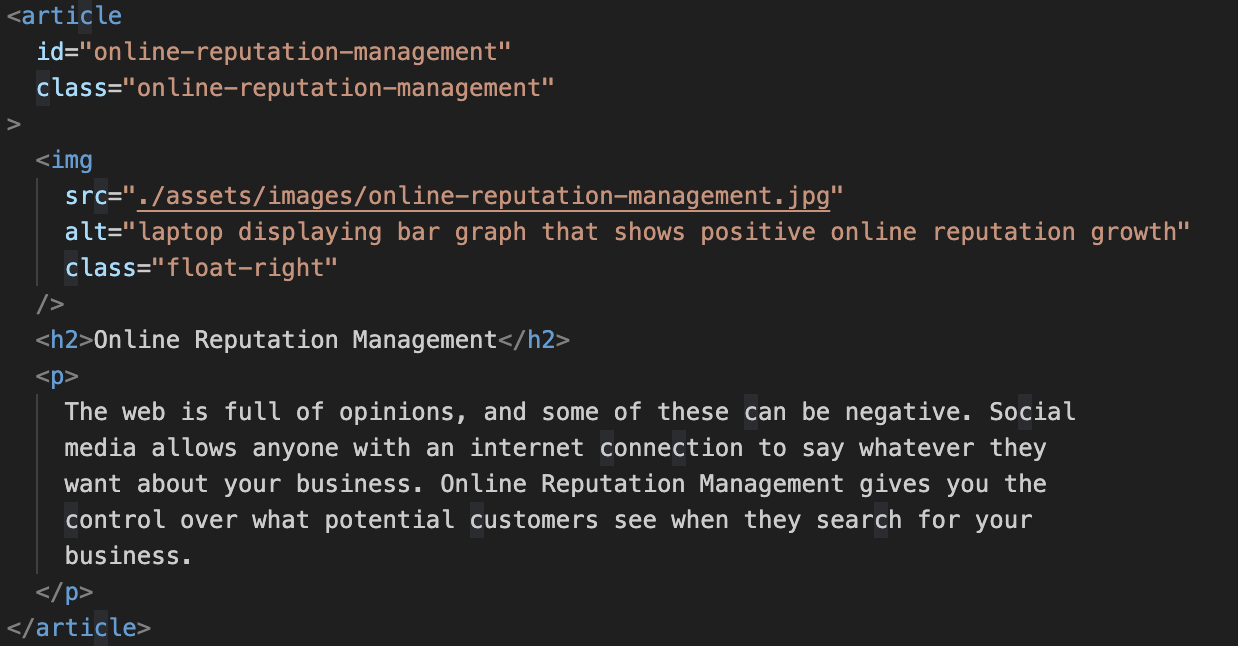 <article
id="online-reputation-management"
class="online-reputation-management"
>
<img
src="./assets/images/online-reputation-management.jpg"
alt="laptop displaying bar graph that shows positive online reputation growth"
class="float-right"
/>
<h2>Online Reputation Management</h2>
<p>
The web is full of opinions, and some of these can be negative. Social
media allows anyone with an internet connection to say whatever they
want about your business. Online Reputation Management gives you the
control over what potential customers see when they search for your
business.
</p>
</article>